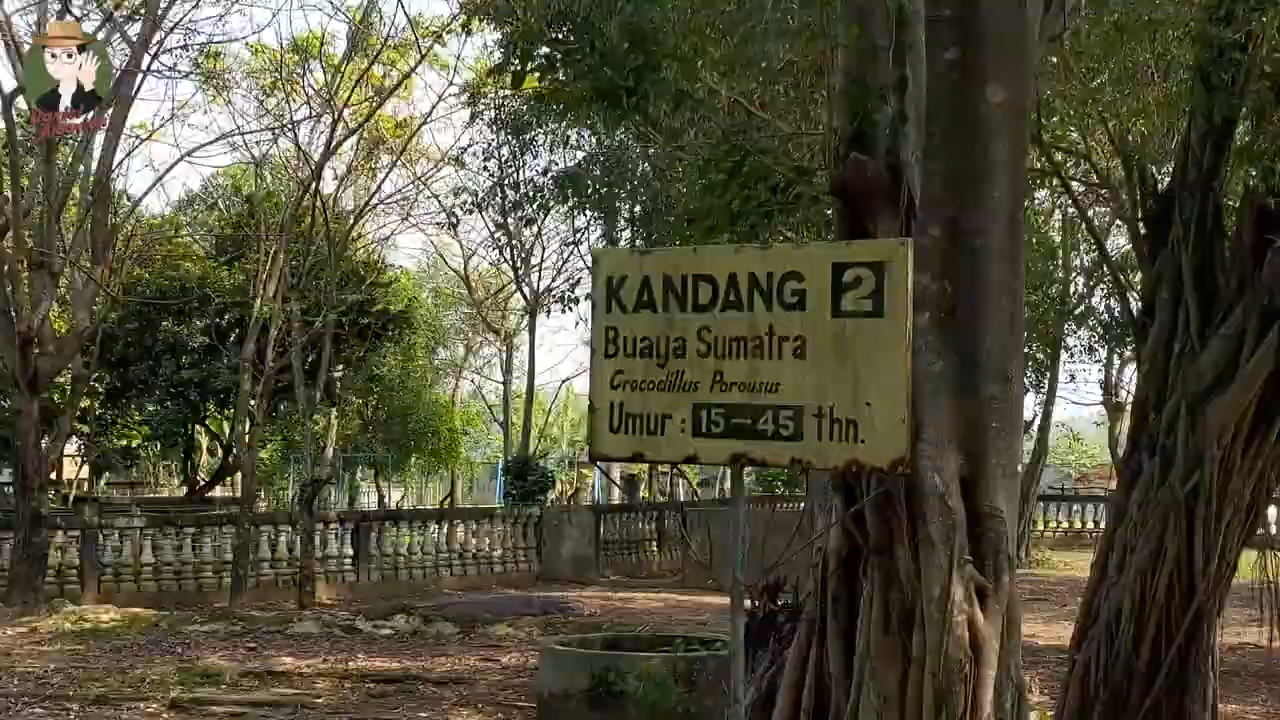 KANDANG 2
Buaya Sumatra
Crocodillus Porousus
Umur : 15-45 thn.